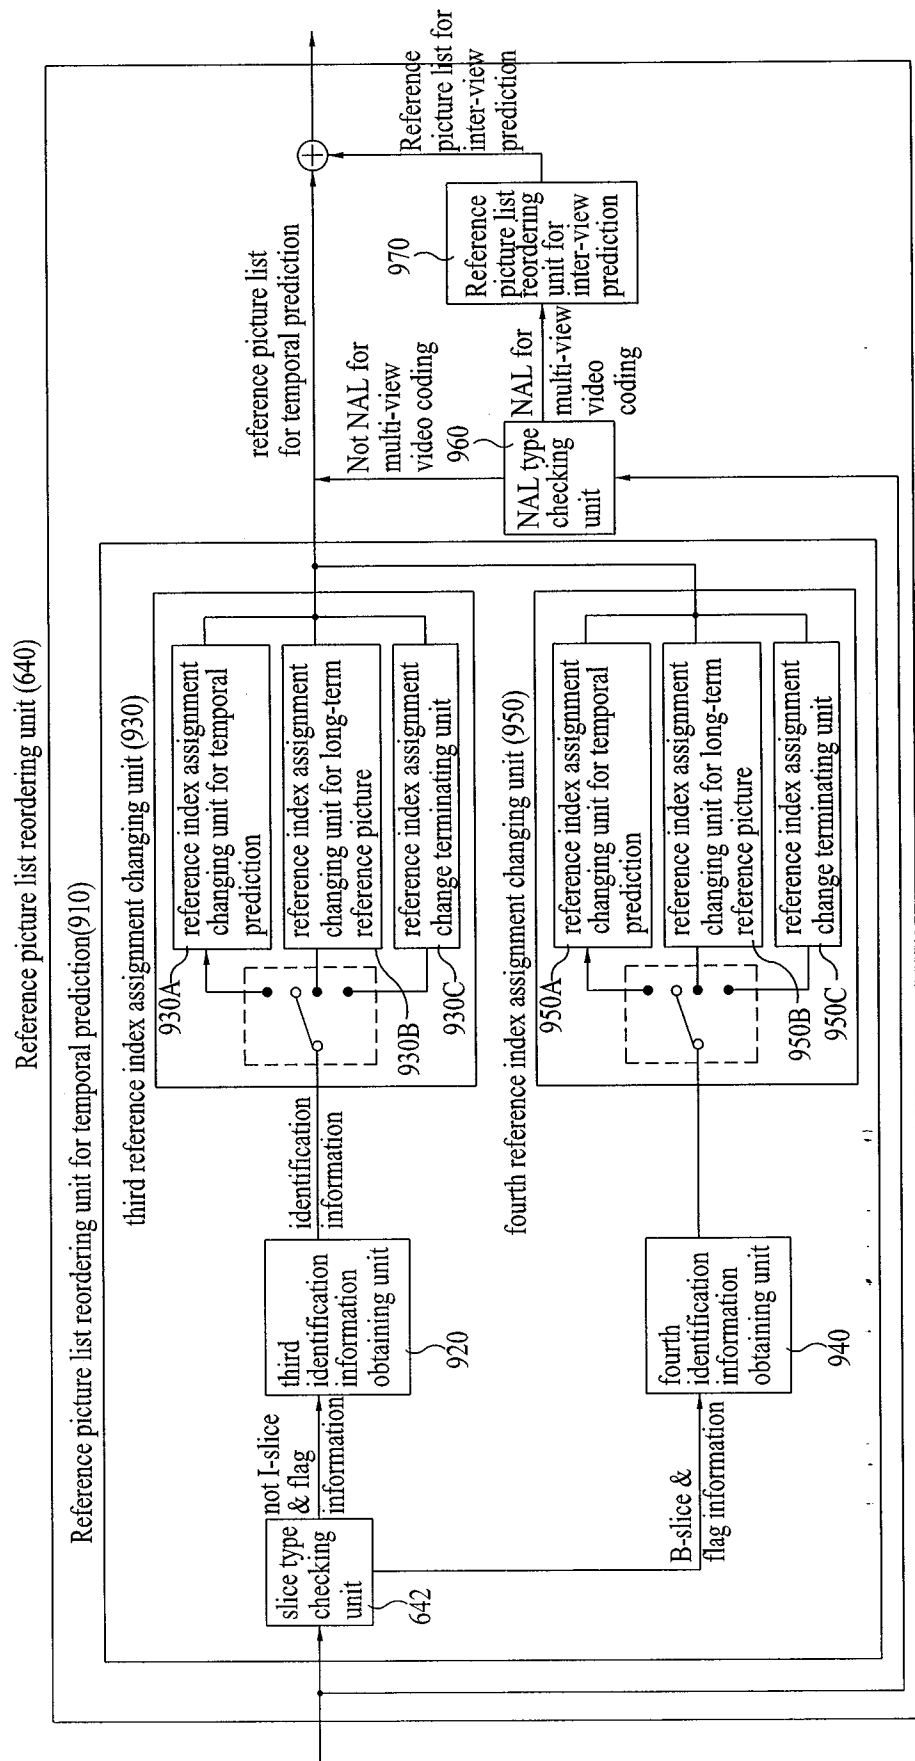 Reference picture list reordering unit (640)
Reference picture list reordering unit for temporal prediction(910)
third reference index assignment changing unit (930)
slice type
checking
unit
642
not I-slice
& flag
information
third
identification
information
obtaining unit
920
identification
information
930A
reference index assignment
changing unit for temporal
prediction
reference index assignment
changing unit for long-term
reference picture
930B
reference index assignment
change terminating unit
930C
B-slice &
flag information
fourth
identification
information
obtaining unit
940
fourth reference index assignment changing unit (950)
950A
reference index assignment
changing unit for temporal
prediction
reference index assignment
changing unit for long-term
reference picture
950B
reference index assignment
change terminating unit
950C
reference picture list
for temporal prediction
Not NAL for
multi-view
video coding
960
NAL type
checking
unit
NAL for
multi-view
video
coding
970
Reference
picture list
reordering
unit for
inter-view
prediction
Reference
picture list for
inter-view
prediction